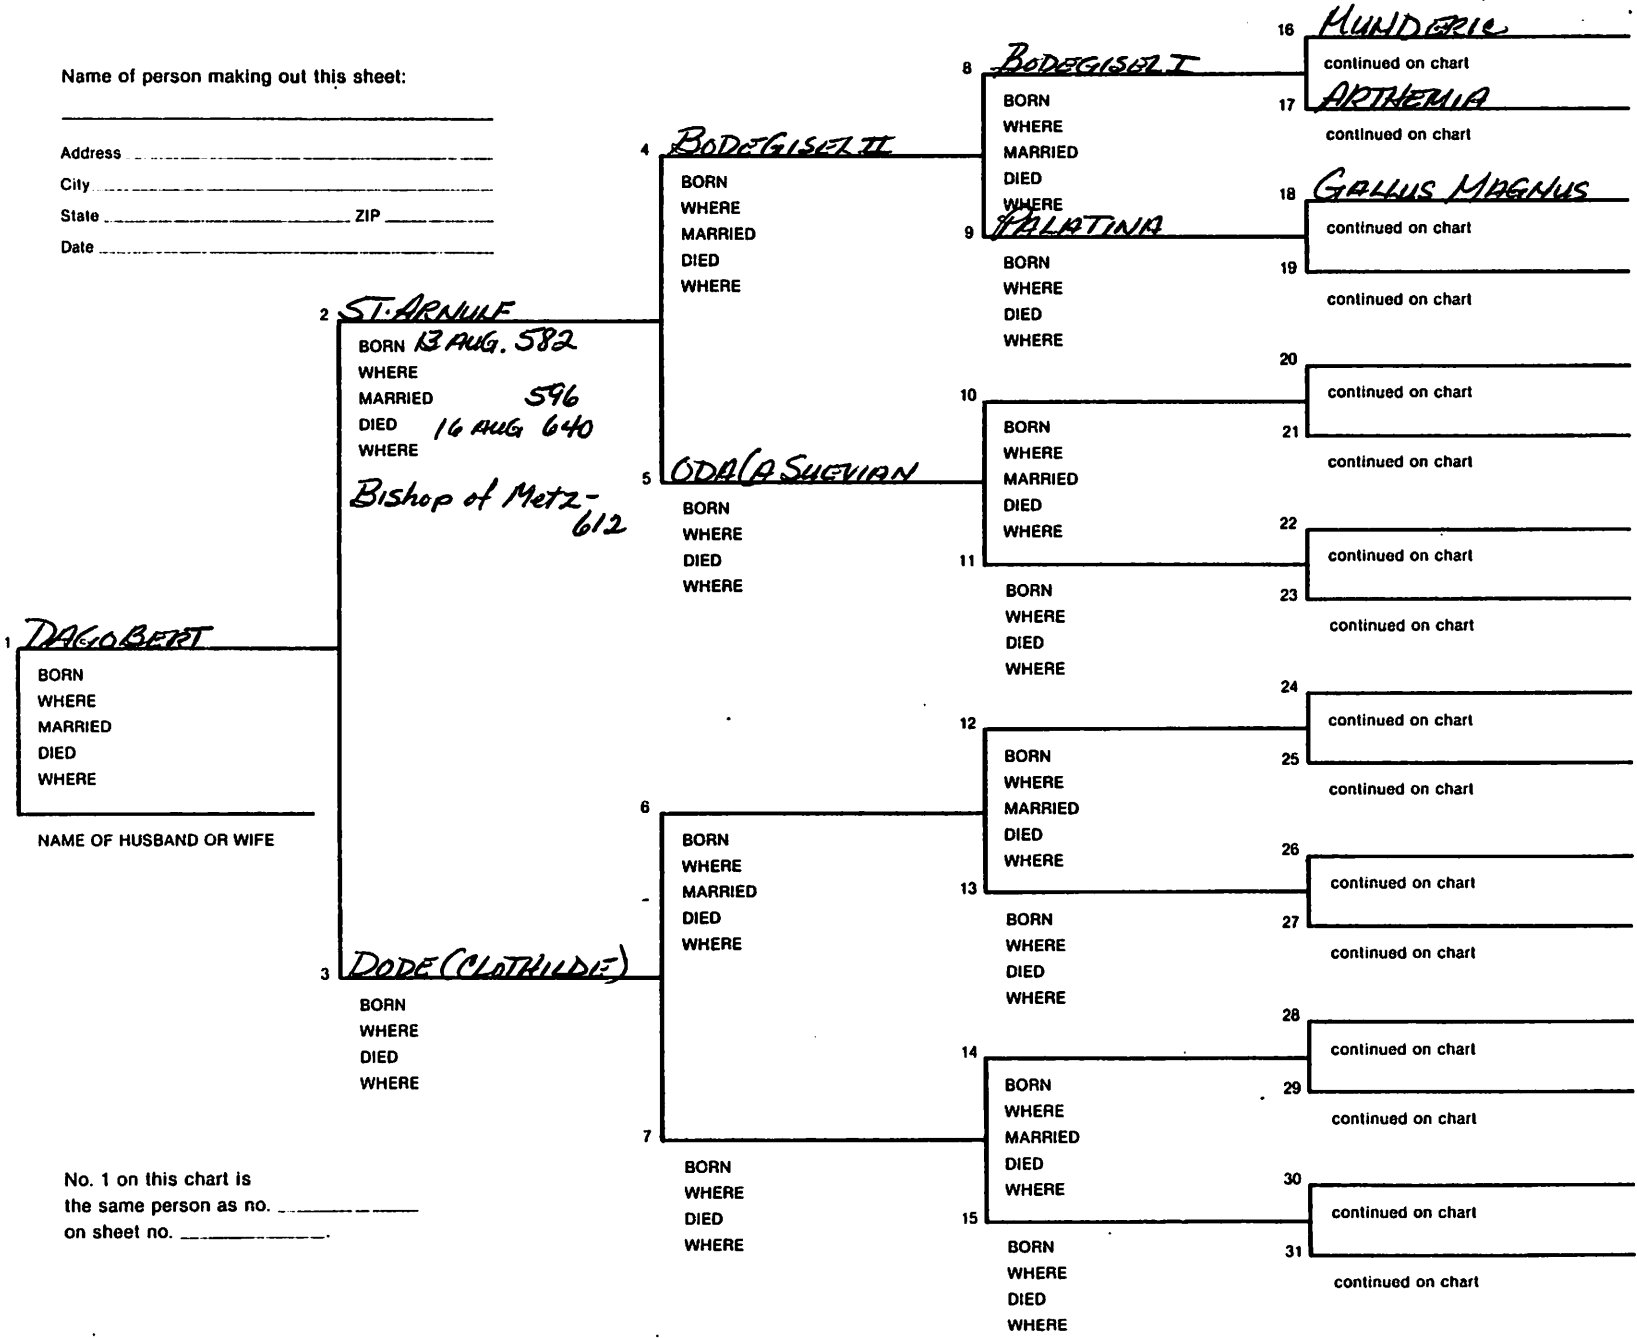 Name of person making out this sheet:
Address
City
State ZIP
Date
1 DAGOBERT
BORN
WHERE
MARRIED
DIED
WHERE
NAME OF HUSBAND OR WIFE
No. 1 on this chart is
the same person as no.
on sheet no. .
2 ST. ARNULF
BORN 13 AUG. 582
WHERE
MARRIED 596
DIED 16 AUG 640
WHERE
Bishop of Metz-
612
3 DODE (CLOTHILDE)
BORN
WHERE
DIED
WHERE
4 BODEGISEL II
BORN
WHERE
MARRIED
DIED
WHERE
5 ODA (A SUEVIAN
BORN
WHERE
DIED
WHERE
6
BORN
WHERE
MARRIED
DIED
WHERE
7
BORN
WHERE
DIED
WHERE
8 BODEGISEL I
BORN
WHERE
MARRIED
DIED
WHERE
9 PALATINA
BORN
WHERE
DIED
WHERE
10
BORN
WHERE
MARRIED
DIED
WHERE
11
BORN
WHERE
DIED
WHERE
12
BORN
WHERE
MARRIED
DIED
WHERE
13
BORN
WHERE
DIED
WHERE
14
BORN
WHERE
MARRIED
DIED
WHERE
15
BORN
WHERE
DIED
WHERE
16 MUNDERIC
continued on chart
17 ARTHEMIA
continued on chart
18 GALLUS MAGNUS
continued on chart
19
continued on chart
20
continued on chart
21
continued on chart
22
continued on chart
23
continued on chart
24
continued on chart
25
continued on chart
26
continued on chart
27
continued on chart
28
continued on chart
29
continued on chart
30
continued on chart
31
continued on chart